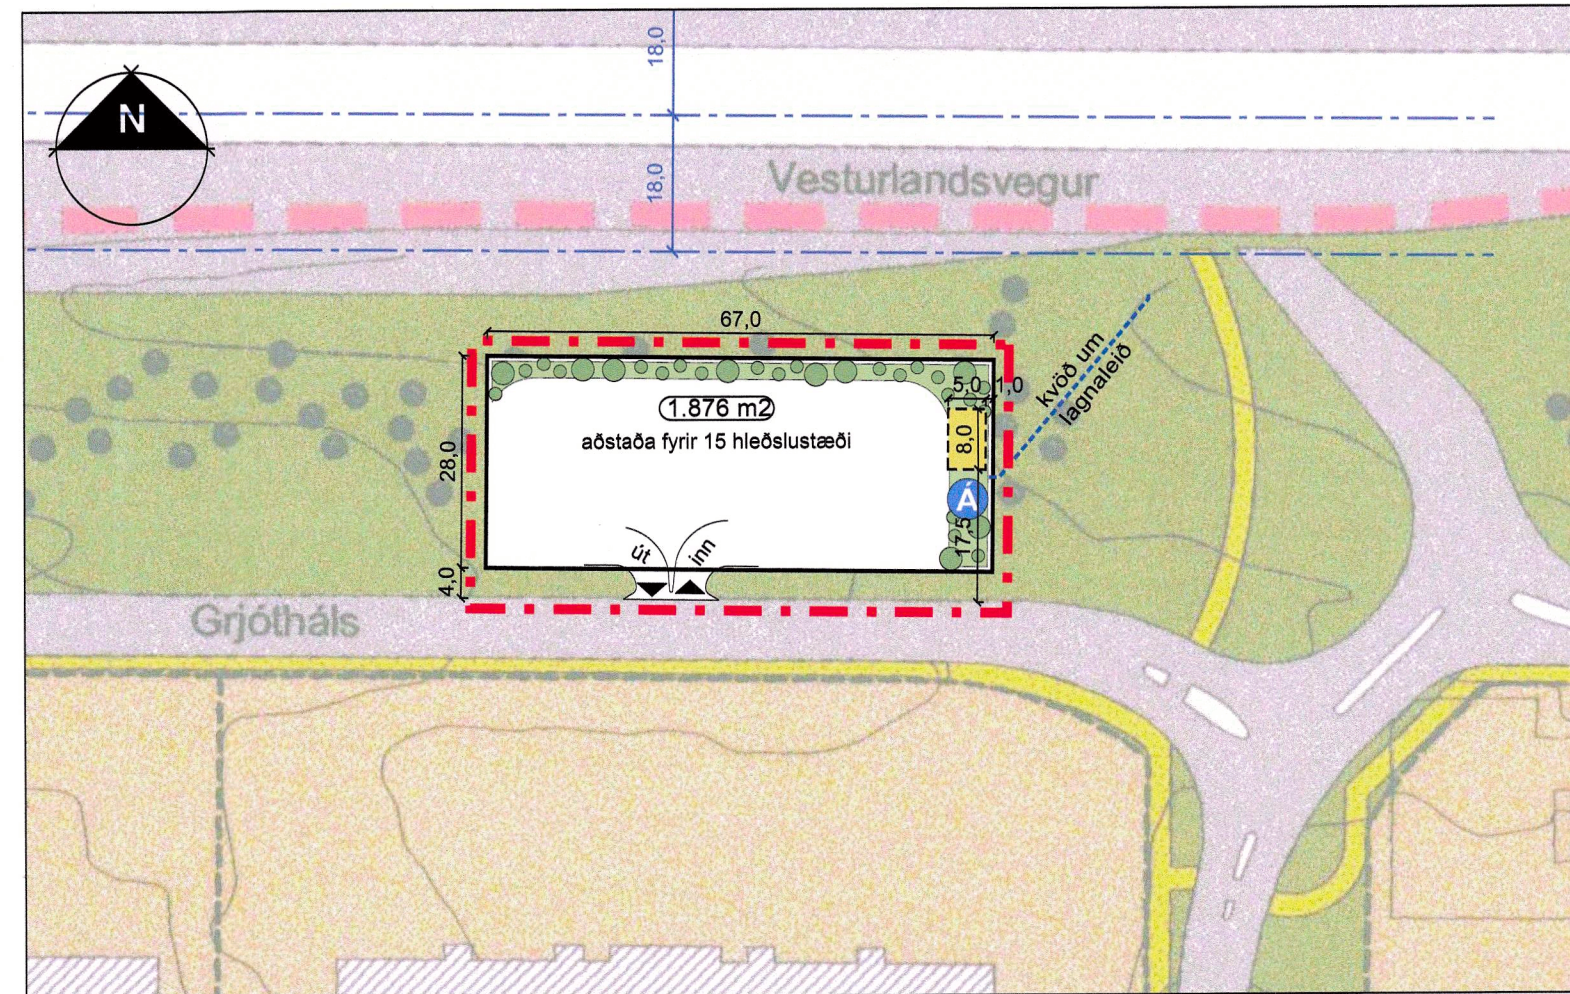 18,0
N
18,0
Vesturlandsvegur
67,0
kvöð um
lagnaleið
5,0
1,0
1.876 m2
aðstaða fyrir 15 hleðslustæði
8,0
28,0
Á
17,5
út
inn
4,0
Grjótháls